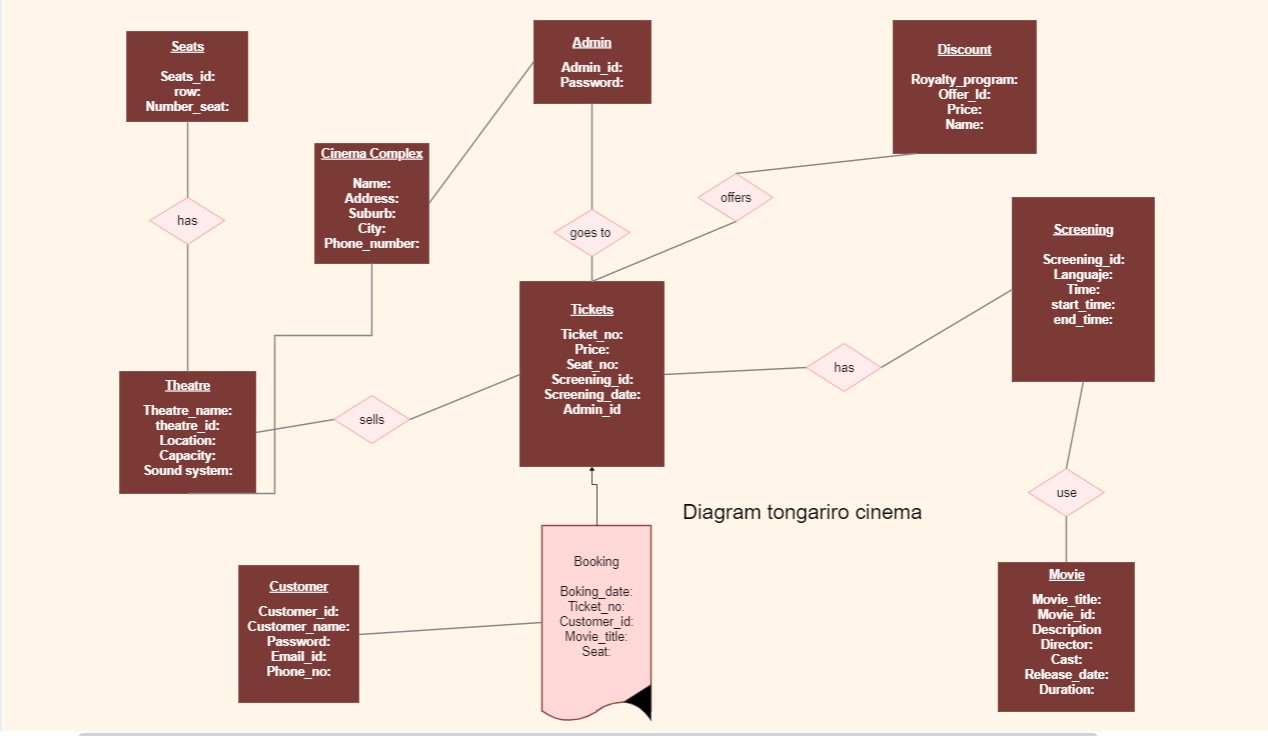 Seats
Seats_id:
row:
Number_seat:
Admin
Admin_id:
Password:
Discount
Royalty_program:
Offer_Id:
Price:
Name:
Cinema Complex
Name:
Address:
Suburb:
City:
Phone_number:
has
goes to
offers
Screening
Screening_id:
Languaje:
Time:
start_time:
end_time:
Tickets
Ticket_no:
Price:
Seat_no:
Screening_id:
Screening_date:
Admin_id
has
Theatre
Theatre_name:
theatre_id:
Location:
Capacity:
Sound system:
sells
use
Diagram tongariro cinema
Booking
Boking_date:
Ticket_no:
Customer_id:
Movie_title:
Seat:
Customer
Customer_id:
Customer_name:
Password:
Email_id:
Phone_no:
Movie
Movie_title:
Movie_id:
Description
Director:
Cast:
Release_date:
Duration: